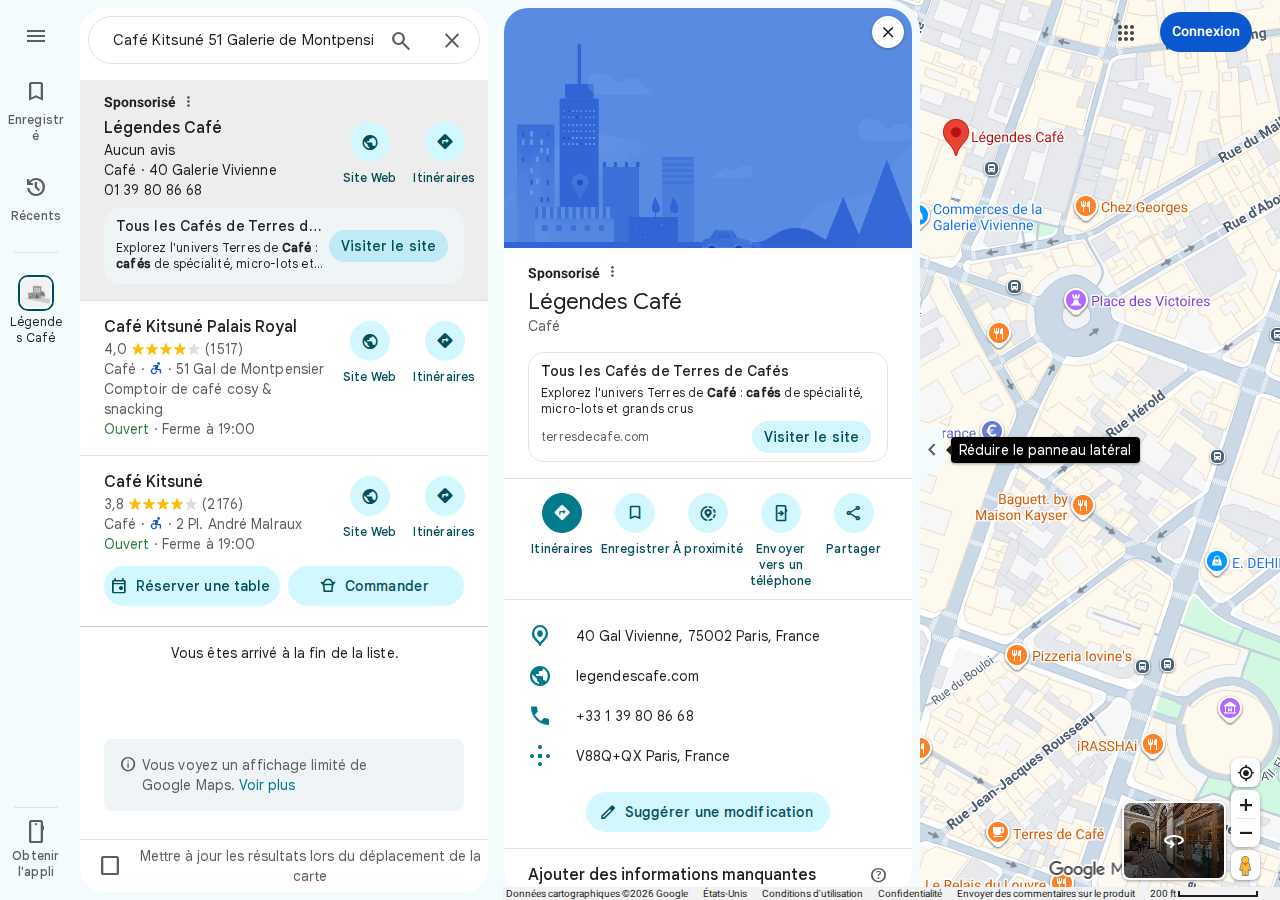 Enregistr
é
Récents
Légende
s Café
Obtenir
l'appli
Café Kitsuné 51 Galerie de Montpensi
Sponsorisé
Légendes Café
Aucun avis
Café · 40 Galerie Vivienne
01 39 80 86 68
Site Web
Itinéraires
Tous les Cafés de Terres d...
Explorez l'univers Terres de Café :
cafés de spécialité, micro-lots et...
Visiter le site
Café Kitsuné Palais Royal
4,0 (1 517)
Café · 51 Gal de Montpensier
Comptoir de café cosy &
snacking
Ouvert · Ferme à 19:00
Site Web
Itinéraires
Café Kitsuné
3,8 (2 176)
Café · 2 Pl. André Malraux
Ouvert · Ferme à 19:00
Site Web
Itinéraires
Réserver une table
Commander
Vous êtes arrivé à la fin de la liste.
Vous voyez un affichage limité de
Google Maps. Voir plus
Mettre à jour les résultats lors du déplacement de la
carte
Sponsorisé
Légendes Café
Café
Tous les Cafés de Terres de Cafés
Explorez l'univers Terres de Café : cafés de spécialité,
micro-lots et grands crus
terresdecafe.com
Visiter le site
Itinéraires
Enregistrer
À proximité
Envoyer
vers un
téléphone
Partager
40 Gal Vivienne, 75002 Paris, France
legendescafe.com
+33 1 39 80 86 68
V88Q+QX Paris, France
Suggérer une modification
Ajouter des informations manquantes
Connexion
Légendes Café
Rue du Mail
Chez Georges
Commerces de la
Galerie Vivienne
Rue d'Abo
Place des Victoires
Rue Hérold
Réduire le panneau latéral
Baguett. by
Maison Kayser
E. DEHI
Pizzeria Iovine's
Rue du Bouloi
iRASSHAi
Rue Jean-Jacques Rousseau
Terres de Café
Google
Le Relais du Louvre
Données cartographiques ©2026 Google
États-Unis
Conditions d'utilisation
Confidentialité
Envoyer des commentaires sur le produit
200 ft